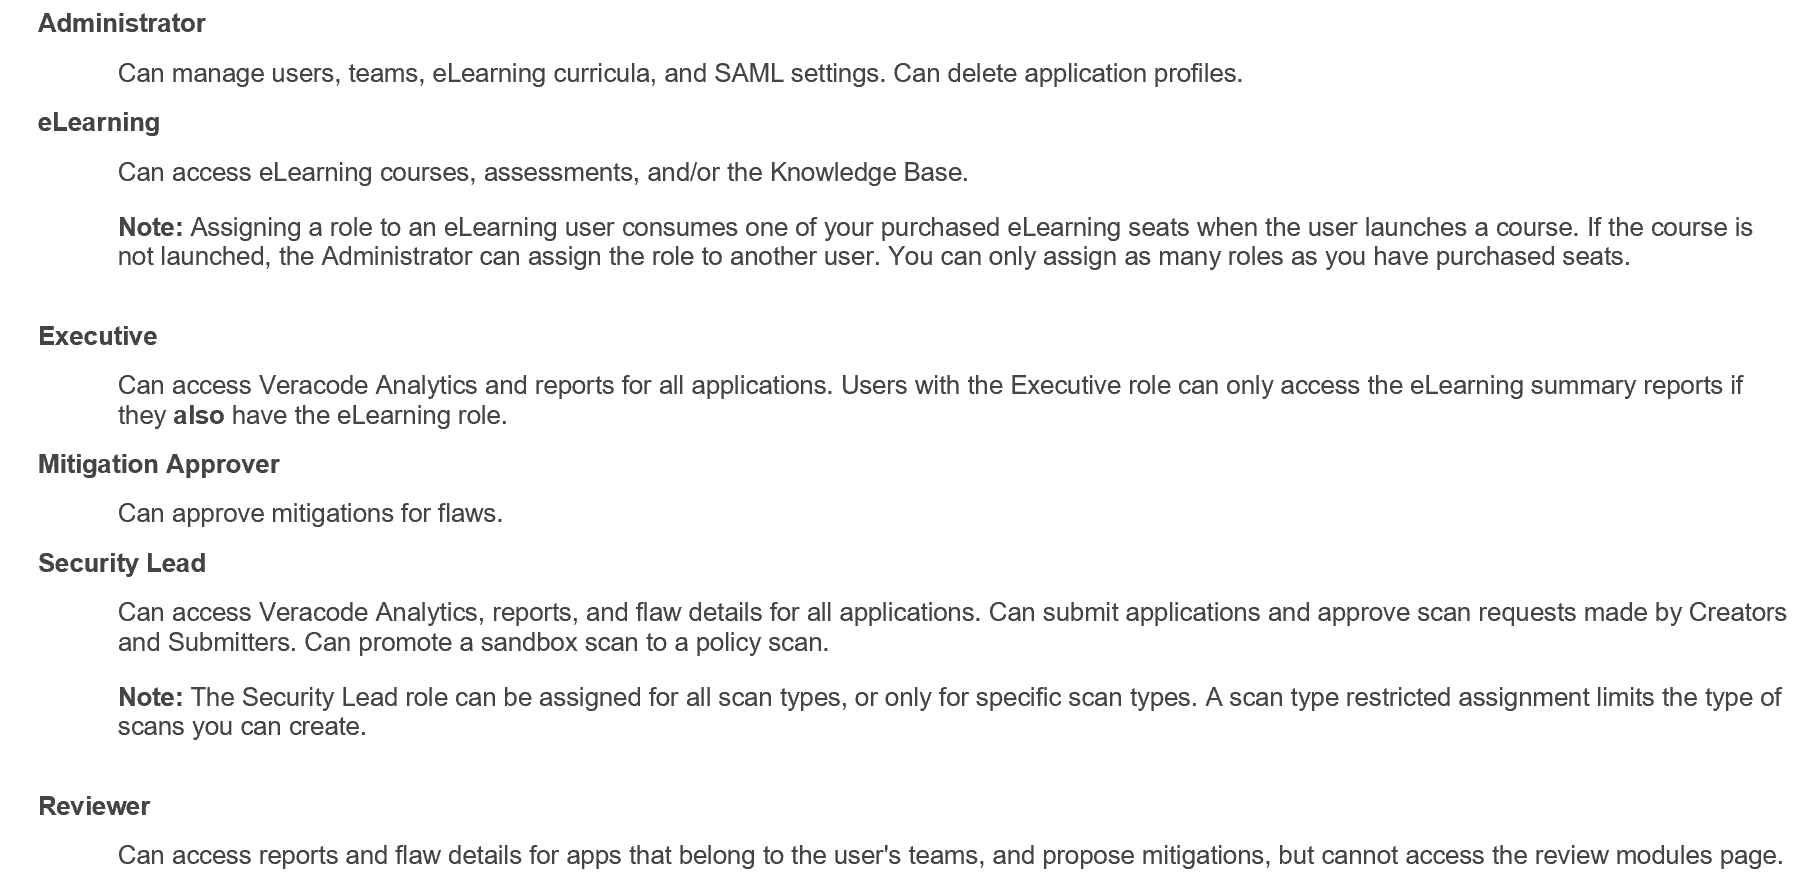 Administrator
Can manage users, teams, eLearning curricula, and SAML settings. Can delete application profiles.
eLearning
Can access eLearning courses, assessments, and/or the Knowledge Base.
Note: Assigning a role to an eLearning user consumes one of your purchased eLearning seats when the user launches a course. If the course is
not launched, the Administrator can assign the role to another user. You can only assign as many roles as you have purchased seats.
Executive
Can access Veracode Analytics and reports for all applications. Users with the Executive role can only access the eLearning summary reports if
they also have the eLearning role.
Mitigation Approver
Can approve mitigations for flaws.
Security Lead
Can access Veracode Analytics, reports, and flaw details for all applications. Can submit applications and approve scan requests made by Creators
and Submitters. Can promote a sandbox scan to a policy scan.
Note: The Security Lead role can be assigned for all scan types, or only for specific scan types. A scan type restricted assignment limits the type of
scans you can create.
Reviewer
Can access reports and flaw details for apps that belong to the user's teams, and propose mitigations, but cannot access the review modules page.